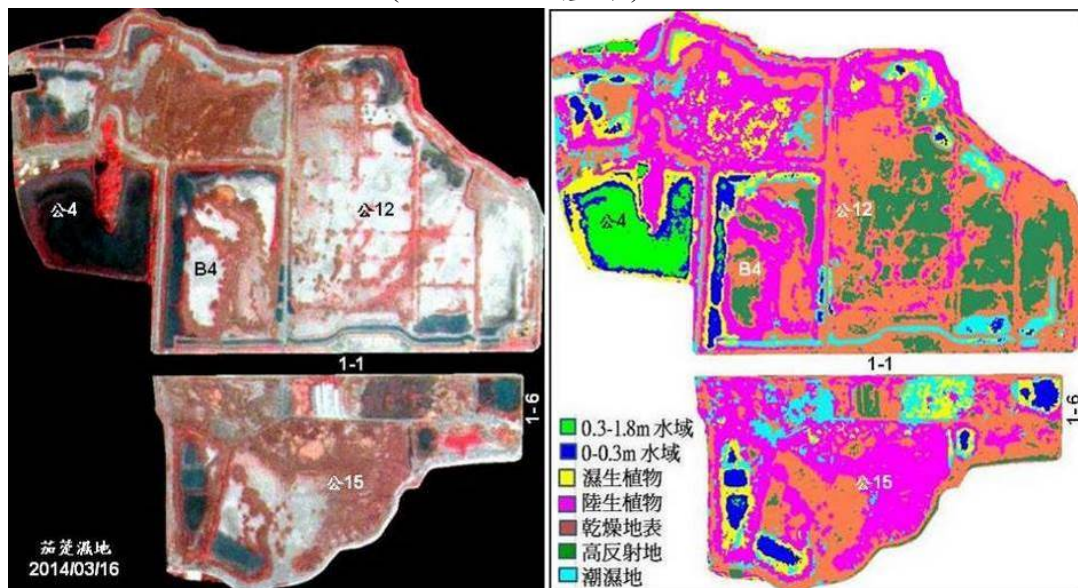 公4
公12
B4
1-1
1-6
公15
茄萣濕地
2014/03/16
公4
公12
B4
1-1
1-6
公15
0.3-1.8m 水域
0-0.3m 水域
濕生植物
陸生植物
乾燥地表
高反射地
潮濕地